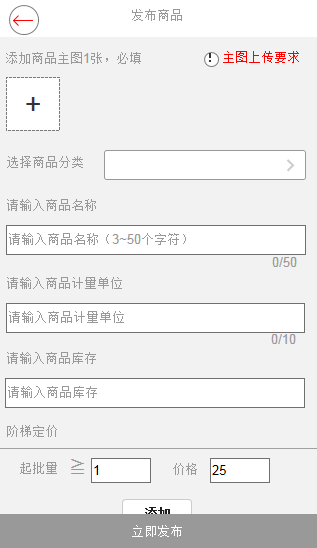 发布商品
添加商品主图1张，必填 主图上传要求
+
选择商品分类
请输入商品名称
请输入商品名称（3~50个字符）
0/50
请输入商品计量单位
请输入商品计量单位
0/10
请输入商品库存
请输入商品库存
阶梯定价
起批量 ≧ 1 价格 25
添加
立即发布